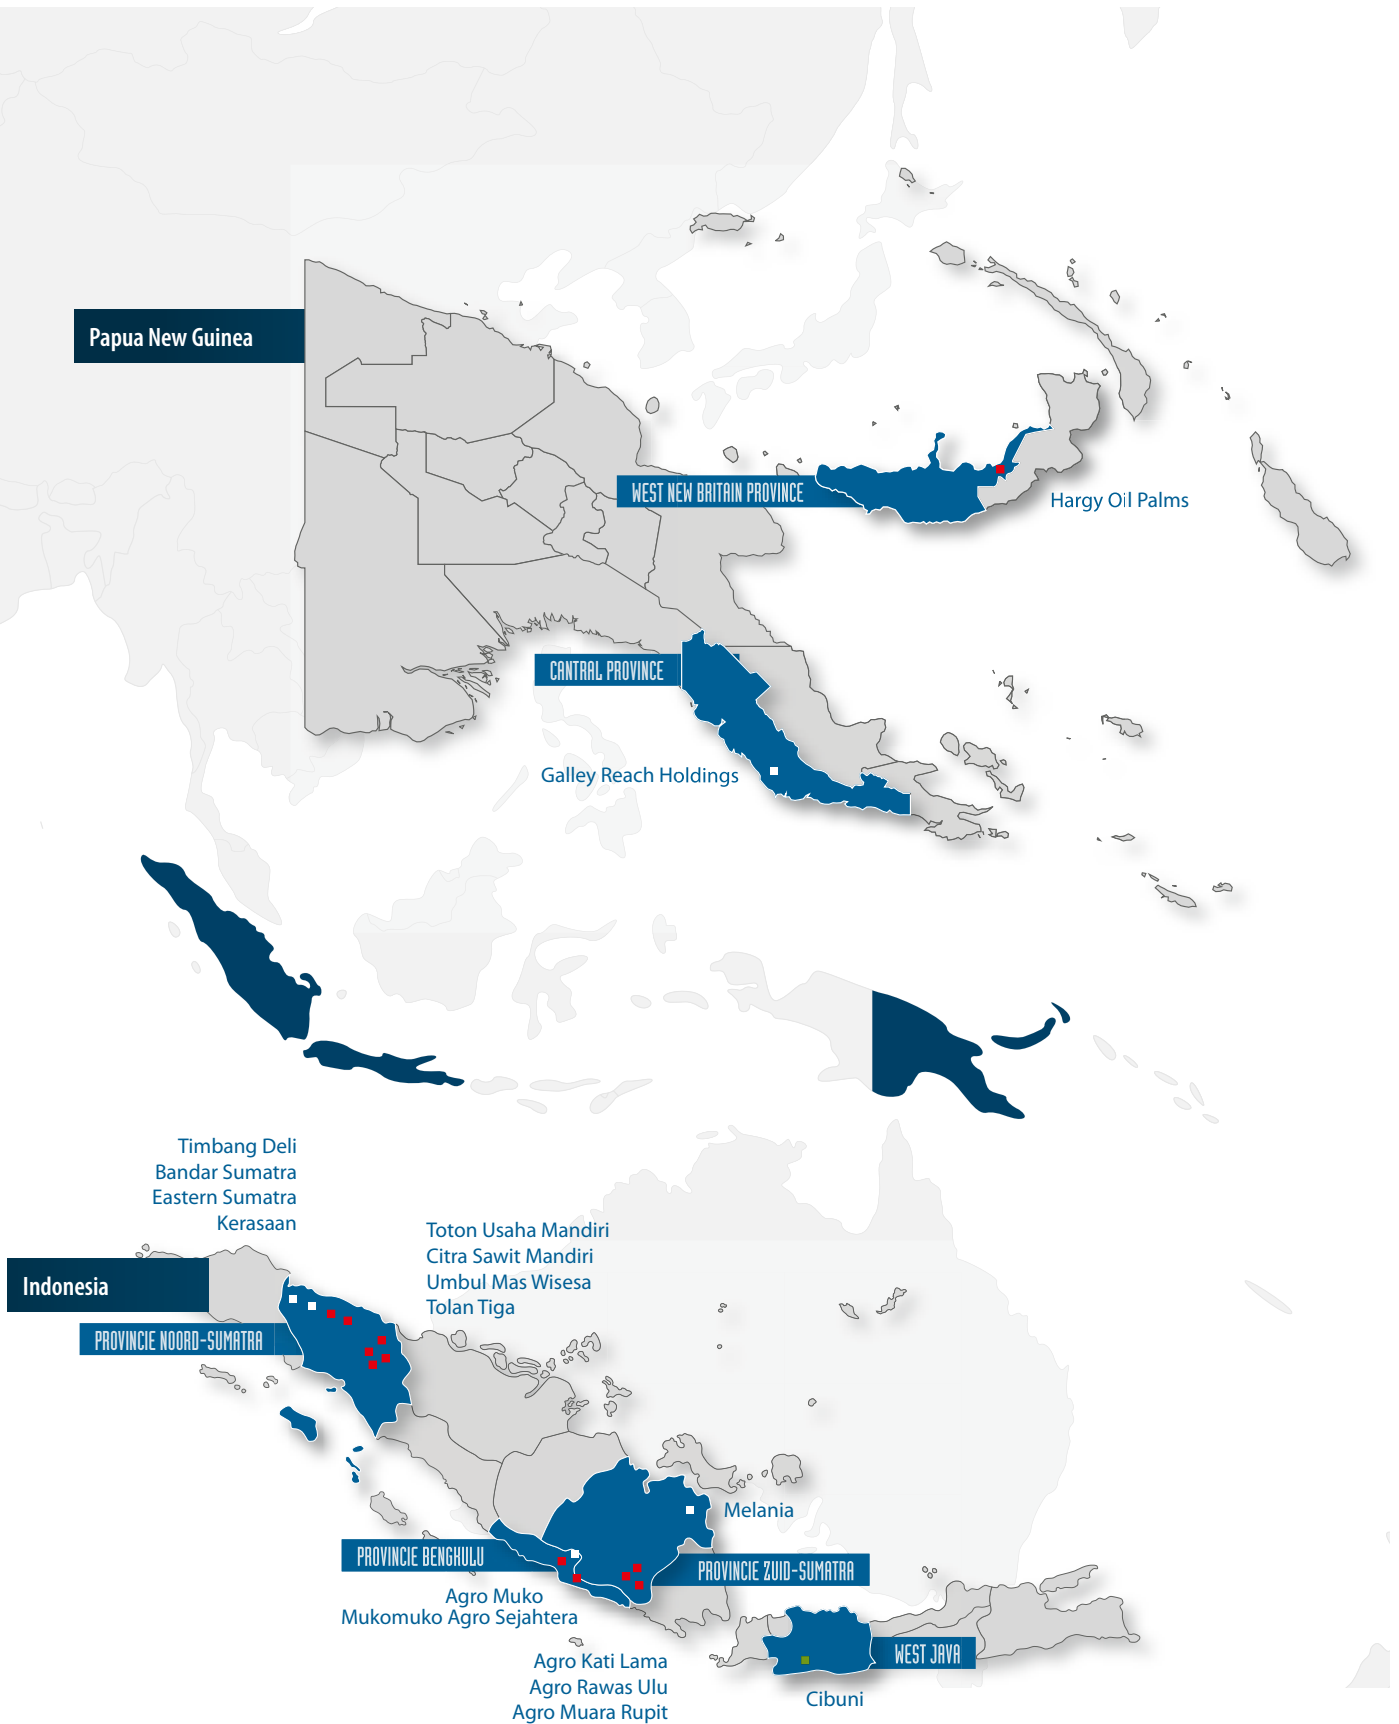 Papua New Guinea
WEST NEW BRITAIN PROVINCE
Hargy Oil Palms
CANTRAL PROVINCE
Galley Reach Holdings
Timbang Deli
Bandar Sumatra
Eastern Sumatra
Kerasaan
Toton Usaha Mandiri
Citra Sawit Mandiri
Umbul Mas Wisesa
Tolan Tiga
Indonesia
PROVINCIE NOORD-SUMATRA
Melania
PROVINCIE BENGHULU
PROVINCIE ZUID-SUMATRA
Agro Muko
Mukomuko Agro Sejahtera
Agro Kati Lama
Agro Rawas Ulu
Agro Muara Rupit
WEST JAVA
Cibuni